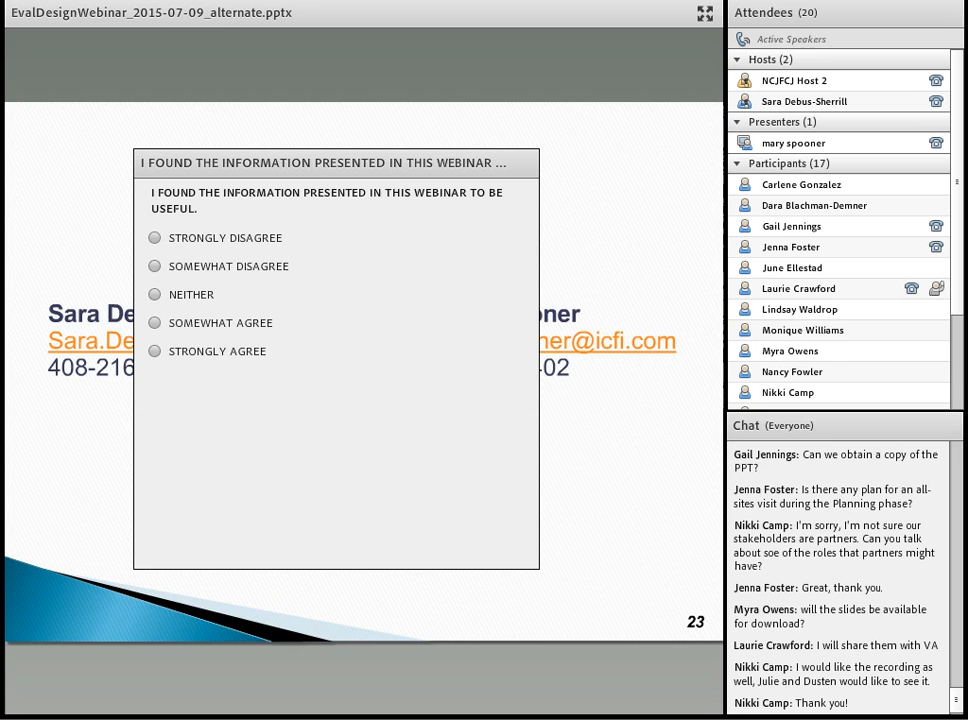 EvalDesignWebinar_2015-07-09_alternate.pptx
I FOUND THE INFORMATION PRESENTED IN THIS WEBINAR ...
I FOUND THE INFORMATION PRESENTED IN THIS WEBINAR TO BE
USEFUL.
STRONGLY DISAGREE
SOMEWHAT DISAGREE
NEITHER
SOMEWHAT AGREE
STRONGLY AGREE
Sara De
Sara.De
408-216
oner
ner@icfi.com
-02
23
Attendees (20)
Active Speakers
Hosts (2)
NCJFCJ Host 2
Sara Debus-Sherrill
Presenters (1)
mary spooner
Participants (17)
Carlene Gonzalez
Dara Blachman-Demner
Gail Jennings
Jenna Foster
June Ellestad
Laurie Crawford
Lindsay Waldrop
Monique Williams
Myra Owens
Nancy Fowler
Nikki Camp
Chat (Everyone)
Gail Jennings: Can we obtain a copy of the
PPT?
Jenna Foster: Is there any plan for an all-
sites visit during the Planning phase?
Nikki Camp: I'm sorry, I'm not sure our
stakeholders are partners. Can you talk
about soe of the roles that partners might
have?
Jenna Foster: Great, thank you.
Myra Owens: will the slides be available
for download?
Laurie Crawford: I will share them with VA
Nikki Camp: I would like the recording as
well, Julie and Dusten would like to see it.
Nikki Camp: Thank you!